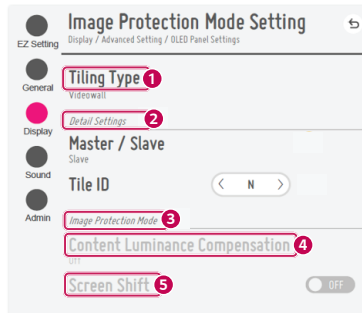 Image Protection Mode Setting
Display / Advanced Setting / OLED Panel Settings
EZ Setting
General
Display
Sound
Admin
Tiling Type 1
Videowall
Detail Settings 2
Master / Slave
Slave
Tile ID < N >
Image Protection Mode 3
Content Luminance Compensation 4
Off
Screen Shift 5 OFF